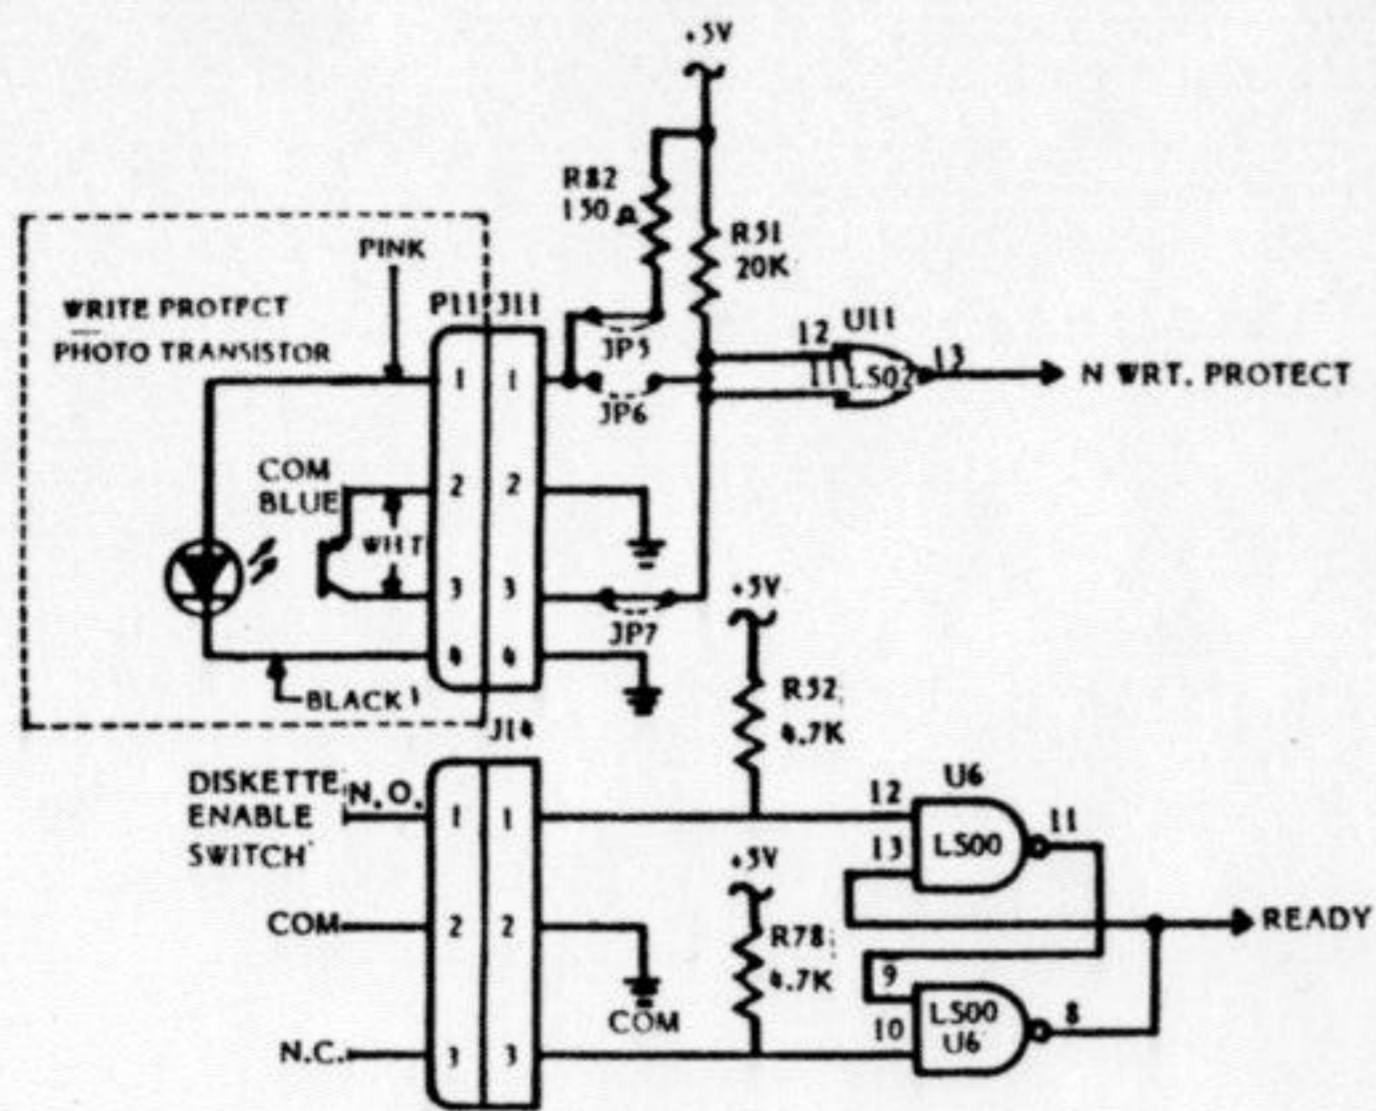 +5V
R82
150
R51
20K
PINK
WRITE PROTECT
PHOTO TRANSISTOR
P11 J11
JP5
JP6
12 U11
11 LS02 13
N WRT. PROTECT
1 1
COM
BLUE
2 2
WHT
3 3
JP7
4 4
BLACK
+5V
R52
4.7K
J14
DISKETTE
ENABLE
SWITCH
N.O.
1 1
12 U6
13 LS00 11
+5V
R78
4.7K
COM
2 2
COM
READY
9
10 LS00 8
U6
N.C.
3 3